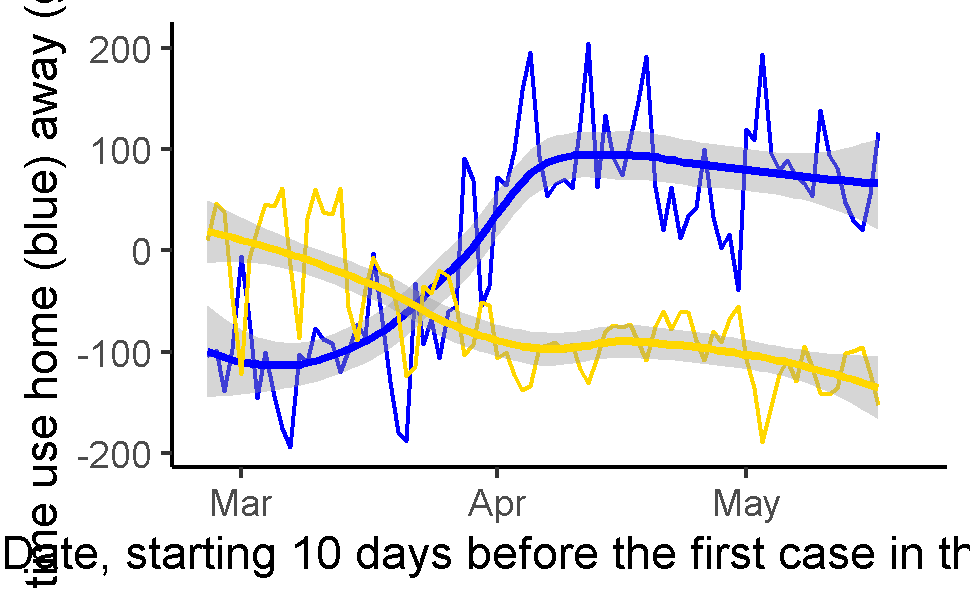 time use home (blue) away (
200
100
0
-100
-200
Mar Apr May
Date, starting 10 days before the first case in th